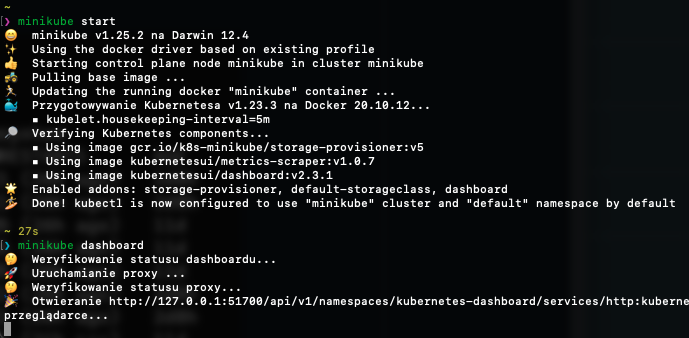 ~
❯ minikube start
😄 minikube v1.25.2 na Darwin 12.4
✨ Using the docker driver based on existing profile
👍 Starting control plane node minikube in cluster minikube
🚜 Pulling base image ...
🏃 Updating the running docker "minikube" container ...
🐳 Przygotowywanie Kubernetesa v1.23.3 na Docker 20.10.12...
▪ kubelet.housekeeping-interval=5m
🔎 Verifying Kubernetes components...
▪ Using image gcr.io/k8s-minikube/storage-provisioner:v5
▪ Using image kubernetesui/metrics-scraper:v1.0.7
▪ Using image kubernetesui/dashboard:v2.3.1
🌟 Enabled addons: storage-provisioner, default-storageclass, dashboard
🏄 Done! kubectl is now configured to use "minikube" cluster and "default" namespace by default
~ 27s
❯ minikube dashboard
🤔 Weryfikowanie statusu dashboardu...
🚀 Uruchamianie proxy ...
🤔 Weryfikowanie statusu proxy...
🎉 Otwieranie http://127.0.0.1:51700/api/v1/namespaces/kubernetes-dashboard/services/http:kuberne
przeglądarce...